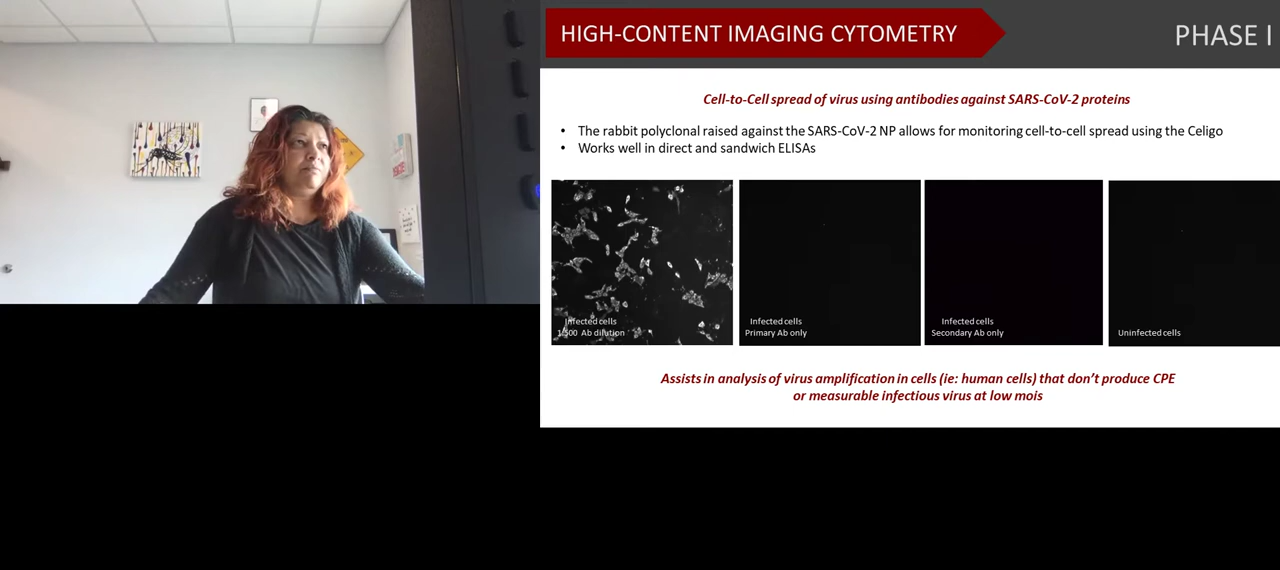 HIGH-CONTENT IMAGING CYTOMETRY
PHASE I
Cell-to-Cell spread of virus using antibodies against SARS-CoV-2 proteins
• The rabbit polyclonal raised against the SARS-CoV-2 NP allows for monitoring cell-to-cell spread using the Celigo
• Works well in direct and sandwich ELISAs
Infected cells
1/500 Ab dilution
Infected cells
Primary Ab only
Infected cells
Secondary Ab only
Uninfected cells
Assists in analysis of virus amplification in cells (ie: human cells) that don't produce CPE
or measurable infectious virus at low mois